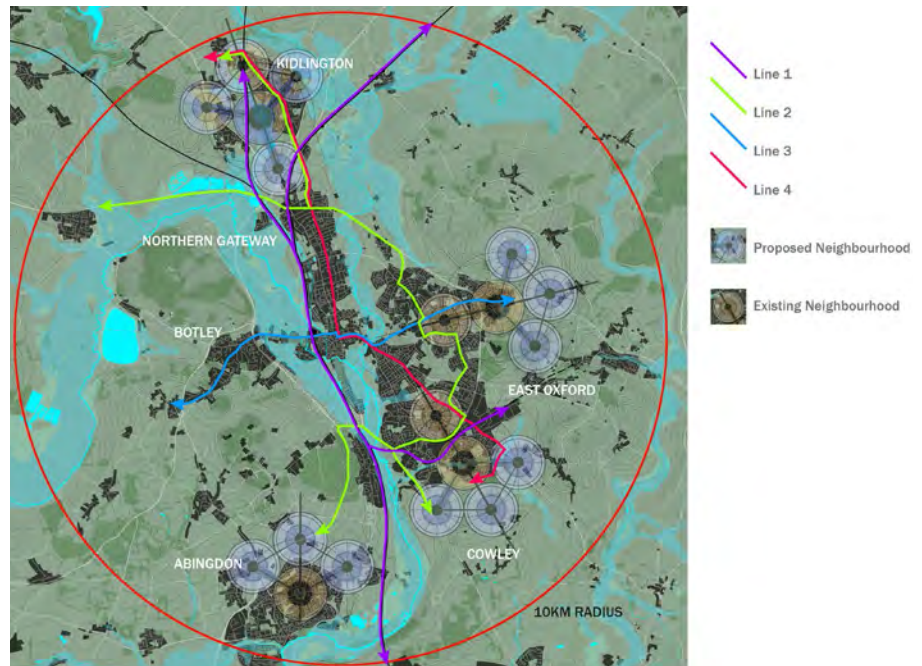 KIDLINGTON
NORTHERN GATEWAY
BOTLEY
EAST OXFORD
COWLEY
ABINGDON
10KM RADIUS
Line 1
Line 2
Line 3
Line 4
Proposed Neighbourhood
Existing Neighbourhood